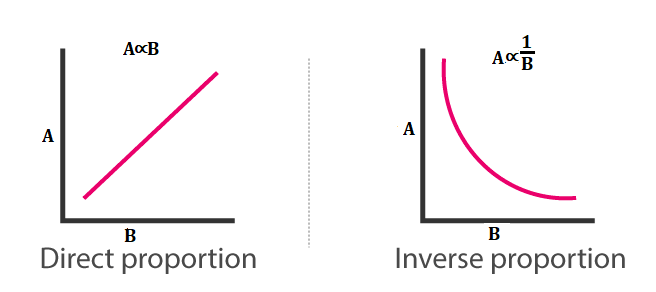 A∝B
A
B
Direct proportion
A∝1/B
A
B
Inverse proportion